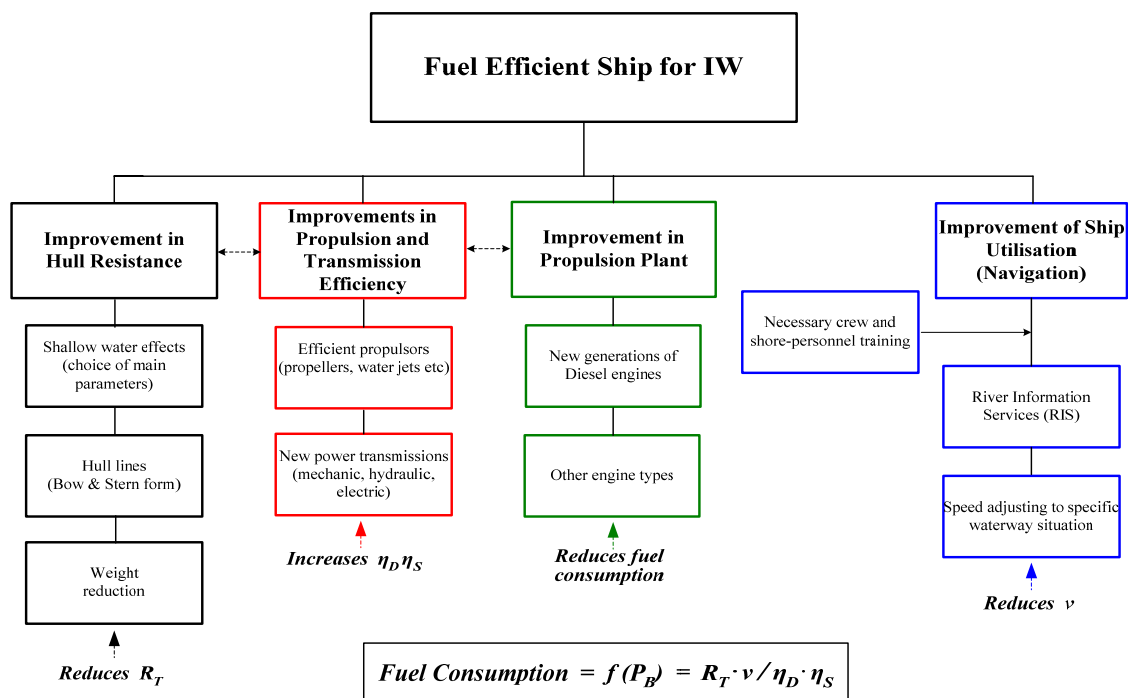 Fuel Efficient Ship for IW
Improvement in
Hull Resistance
Improvements in
Propulsion and
Transmission
Efficiency
Improvement in
Propulsion Plant
Improvement of Ship
Utilisation
(Navigation)
Shallow water effects
(choice of main
parameters)
Hull lines
(Bow & Stern form)
Weight
reduction
Reduces R_T
Efficient propulsors
(propellers, water jets etc)
New power transmissions
(mechanic, hydraulic,
electric)
Increases η_D η_S
New generations of
Diesel engines
Other engine types
Reduces fuel
consumption
Necessary crew and
shore-personnel training
River Information
Services (RIS)
Speed adjusting to specific
waterway situation
Reduces v
Fuel Consumption = f (P_B) = R_T · v / η_D · η_S